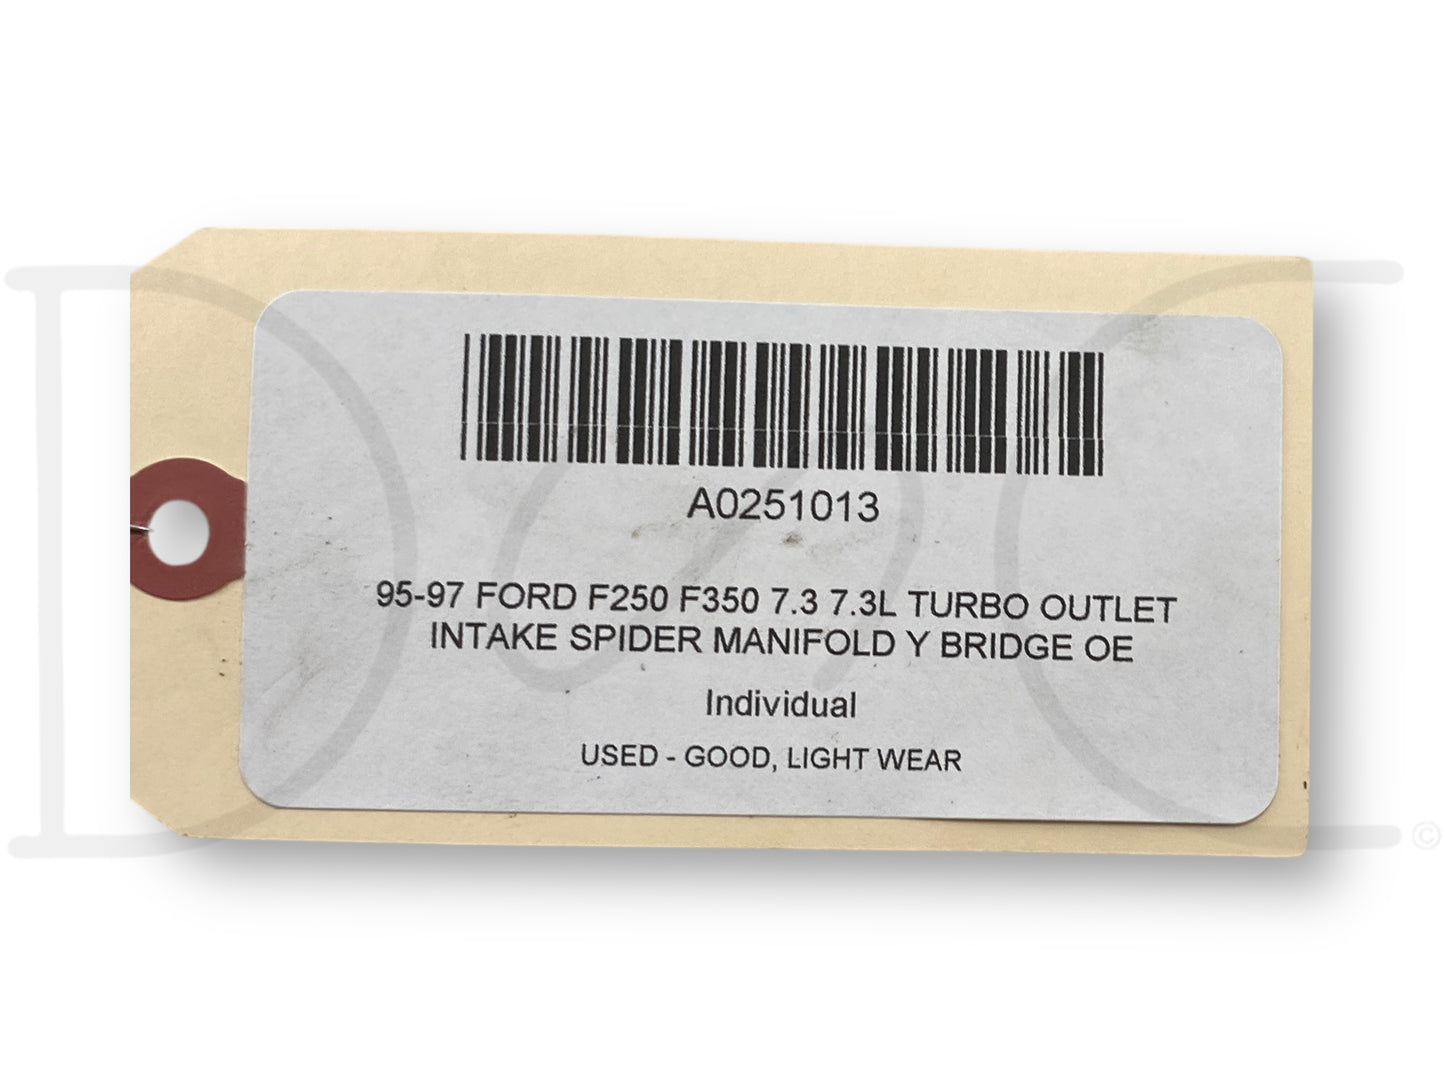 A0251013
95-97 FORD F250 F350 7.3 7.3L TURBO OUTLET
INTAKE SPIDER MANIFOLD Y BRIDGE OE
Individual
USED - GOOD, LIGHT WEAR
D C ©